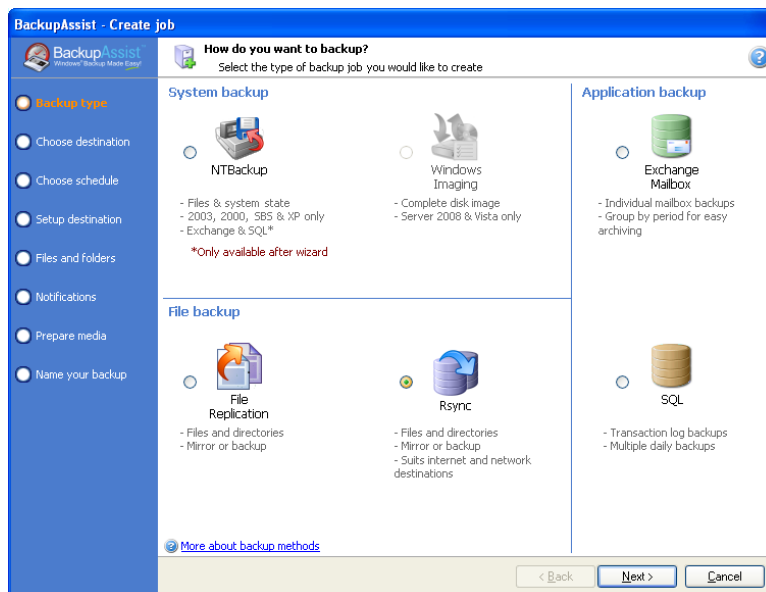 BackupAssist - Create job
BackupAssist™
Windows® Backup Made Easy!
How do you want to backup?
Select the type of backup job you would like to create
Backup type
Choose destination
Choose schedule
Setup destination
Files and folders
Notifications
Prepare media
Name your backup
System backup
NTBackup
- Files & system state
- 2003, 2000, SBS & XP only
- Exchange & SQL*
*Only available after wizard
Windows
Imaging
- Complete disk image
- Server 2008 & Vista only
Application backup
Exchange
Mailbox
- Individual mailbox backups
- Group by period for easy
archiving
File backup
File
Replication
- Files and directories
- Mirror or backup
Rsync
- Files and directories
- Mirror or backup
- Suits internet and network
destinations
SQL
- Transaction log backups
- Multiple daily backups
More about backup methods
< Back
Next >
Cancel